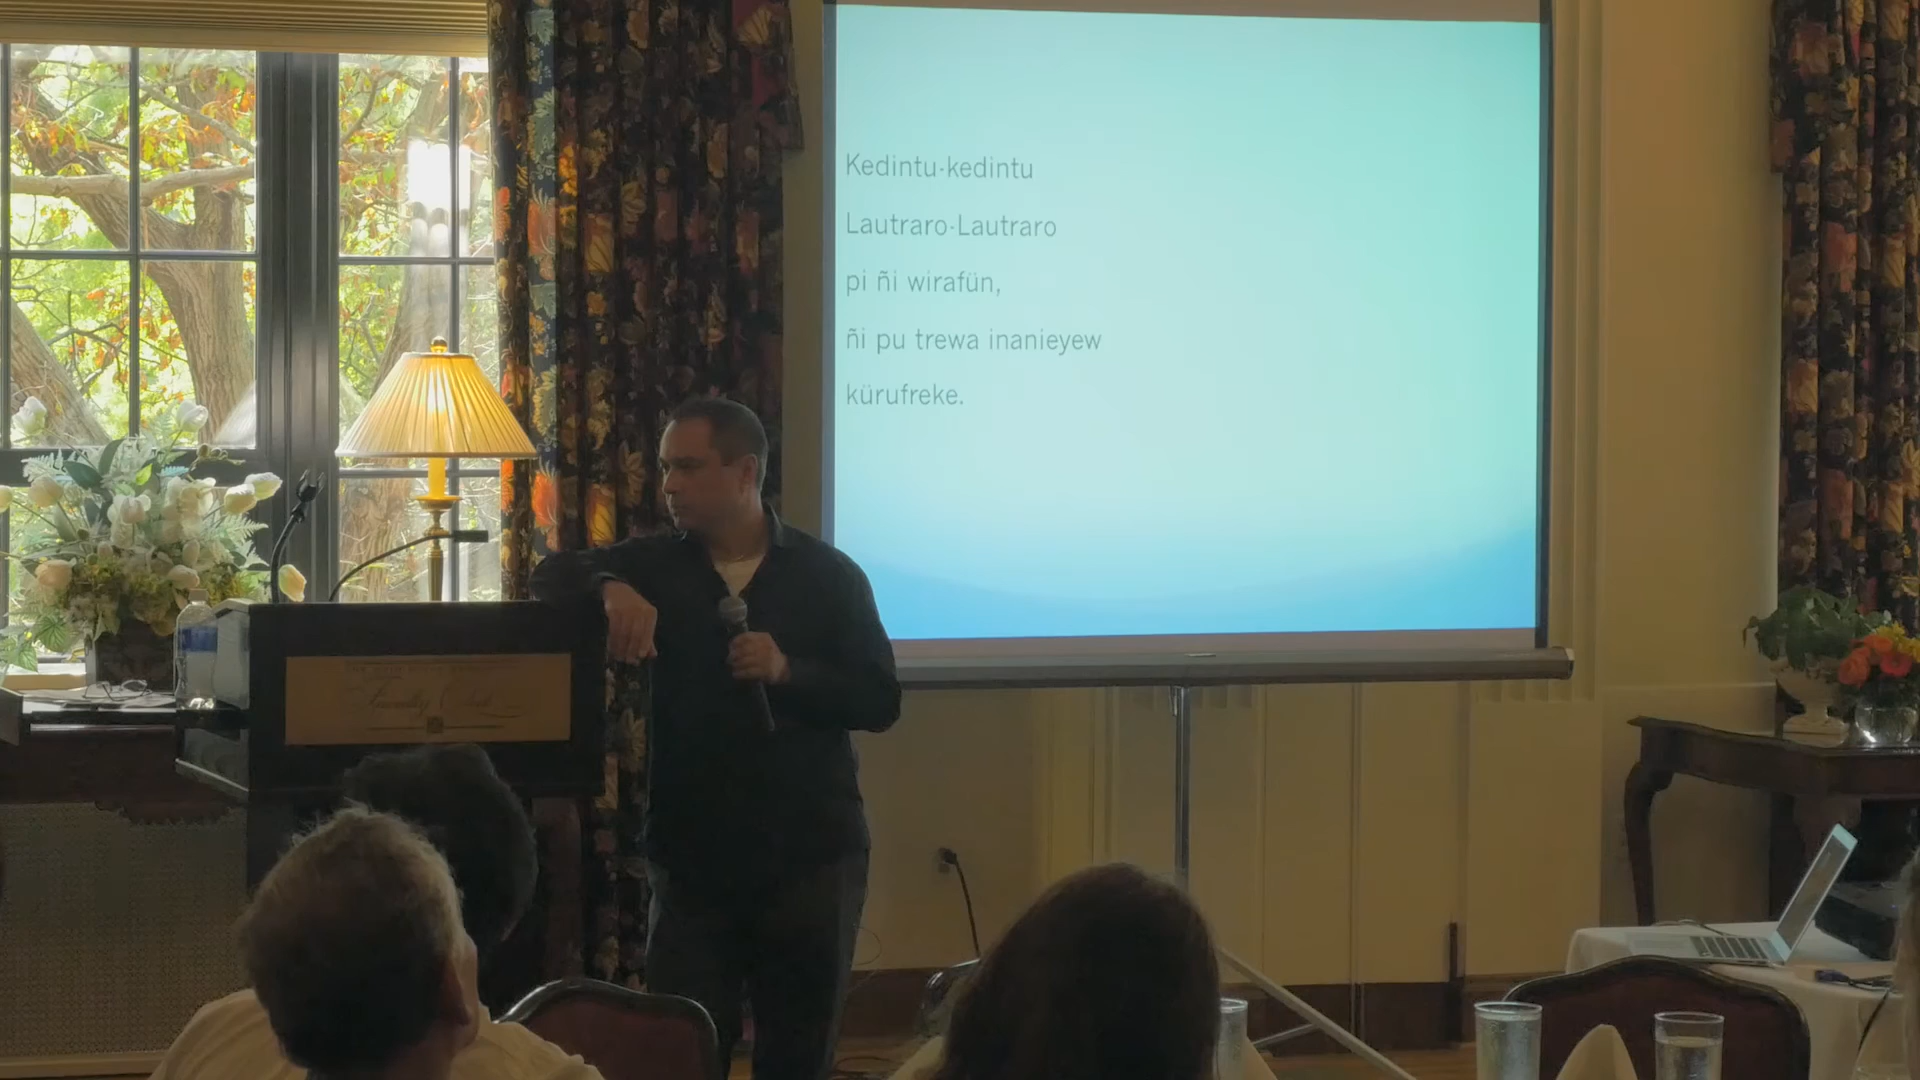 Kedintu-kedintu
Lautraro-Lautraro
pi ñi wirafün,
ñi pu trewa inanieyew
kürufreke.